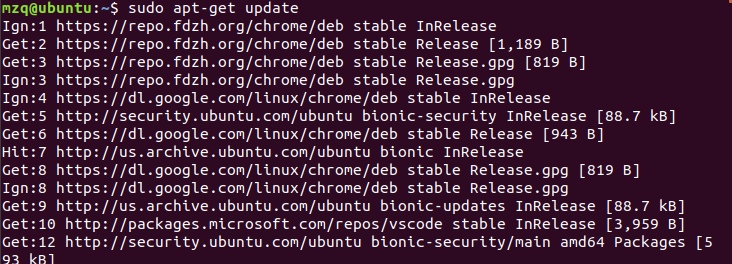 mzq@ubuntu:~$ sudo apt-get update
Ign:1 https://repo.fdzh.org/chrome/deb stable InRelease
Get:2 https://repo.fdzh.org/chrome/deb stable Release [1,189 B]
Get:3 https://repo.fdzh.org/chrome/deb stable Release.gpg [819 B]
Ign:3 https://repo.fdzh.org/chrome/deb stable Release.gpg
Ign:4 https://dl.google.com/linux/chrome/deb stable InRelease
Get:5 http://security.ubuntu.com/ubuntu bionic-security InRelease [88.7 kB]
Get:6 https://dl.google.com/linux/chrome/deb stable Release [943 B]
Hit:7 http://us.archive.ubuntu.com/ubuntu bionic InRelease
Get:8 https://dl.google.com/linux/chrome/deb stable Release.gpg [819 B]
Ign:8 https://dl.google.com/linux/chrome/deb stable Release.gpg
Get:9 http://us.archive.ubuntu.com/ubuntu bionic-updates InRelease [88.7 kB]
Get:10 http://packages.microsoft.com/repos/vscode stable InRelease [3,959 B]
Get:12 http://security.ubuntu.com/ubuntu bionic-security/main amd64 Packages [5
93 kB]